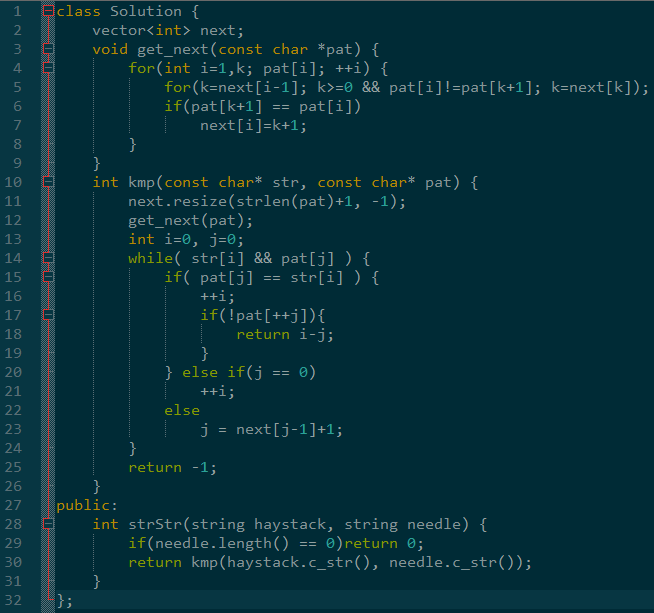 1 class Solution {
2     vector<int> next;
3     void get_next(const char *pat) {
4         for(int i=1,k; pat[i]; ++i) {
5             for(k=next[i-1]; k>=0 && pat[i]!=pat[k+1]; k=next[k]);
6             if(pat[k+1] == pat[i])
7                 next[i]=k+1;
8         }
9     }
10     int kmp(const char* str, const char* pat) {
11         next.resize(strlen(pat)+1, -1);
12         get_next(pat);
13         int i=0, j=0;
14         while( str[i] && pat[j] ) {
15             if( pat[j] == str[i] ) {
16                 ++i;
17                 if(!pat[++j]){
18                     return i-j;
19                 }
20             } else if(j == 0)
21                 ++i;
22             else
23                 j = next[j-1]+1;
24         }
25         return -1;
26     }
27 public:
28     int strStr(string haystack, string needle) {
29         if(needle.length() == 0)return 0;
30         return kmp(haystack.c_str(), needle.c_str());
31     }
32 };